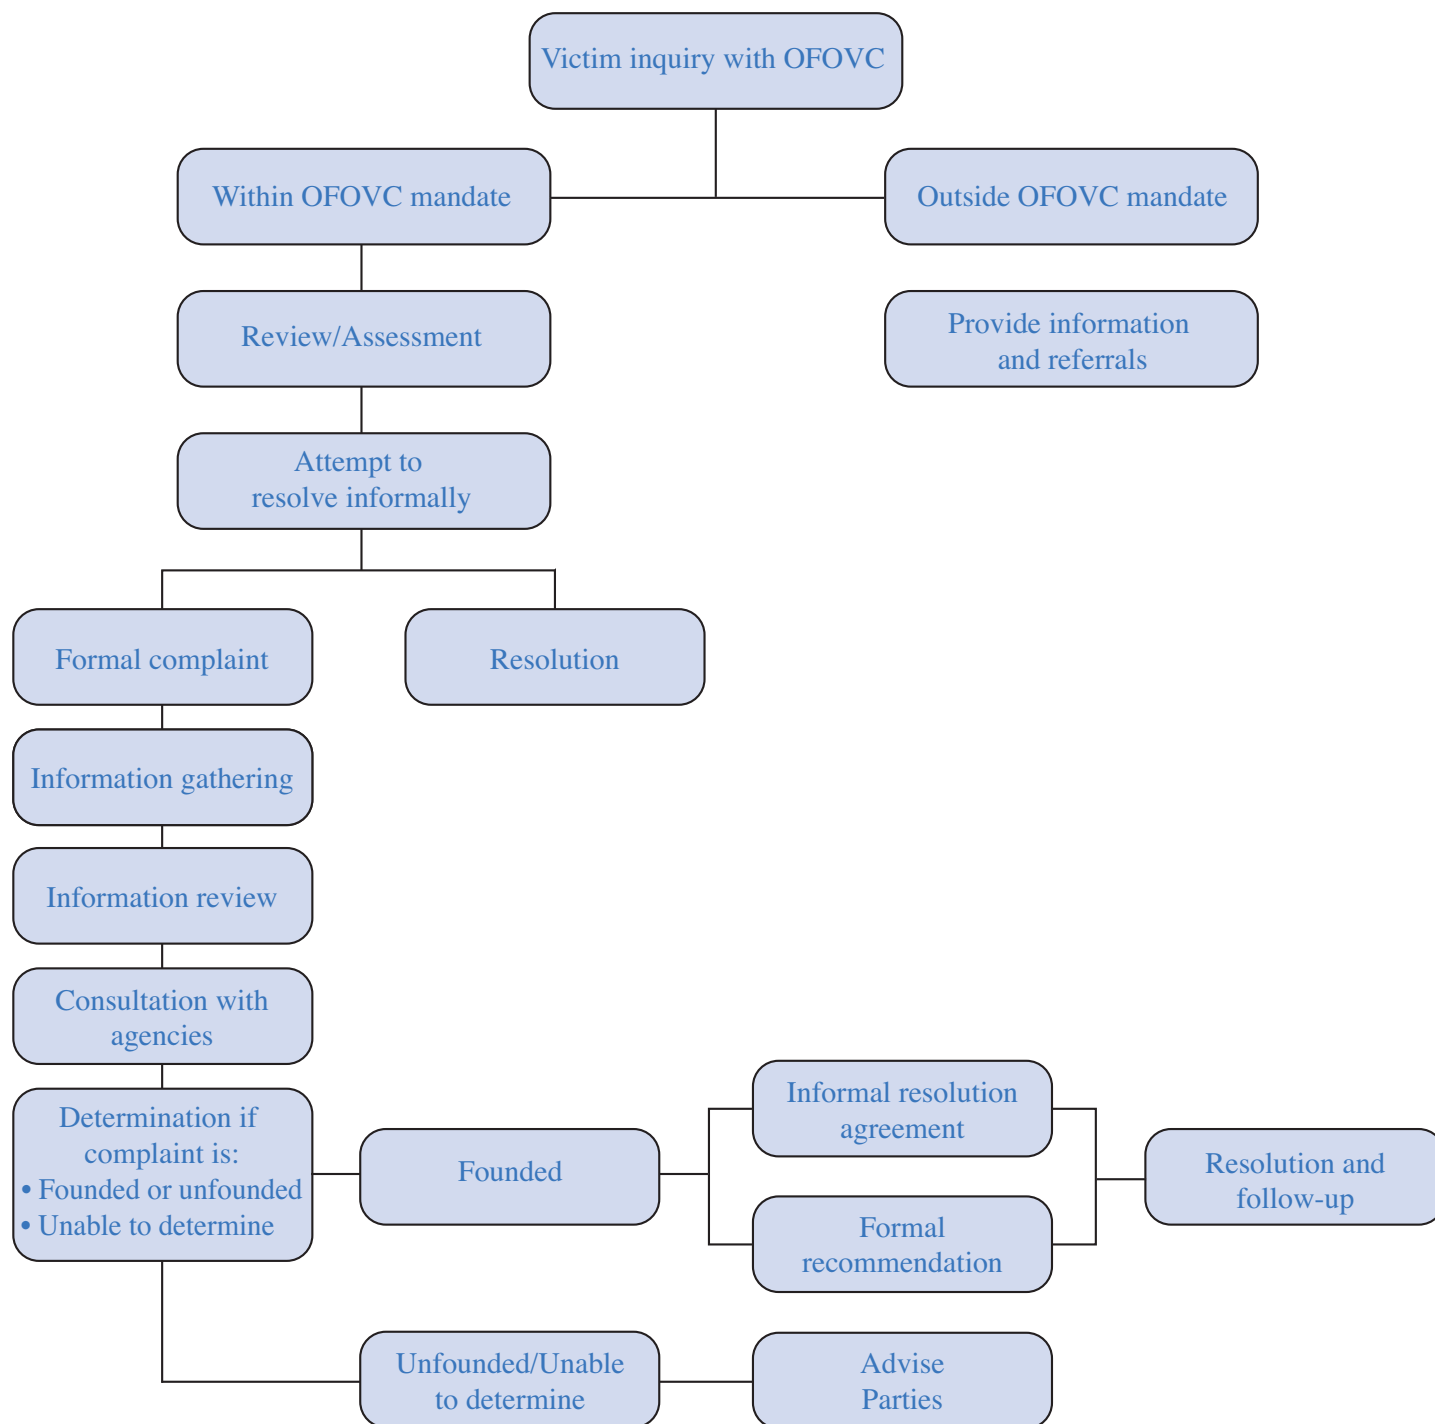 Victim inquiry with OFOVC
Within OFOVC mandate
Outside OFOVC mandate
Review/Assessment
Provide information
and referrals
Attempt to
resolve informally
Formal complaint
Resolution
Information gathering
Information review
Consultation with
agencies
Determination if
complaint is:
• Founded or unfounded
• Unable to determine
Founded
Informal resolution
agreement
Formal
recommendation
Resolution and
follow-up
Unfounded/Unable
to determine
Advise
Parties